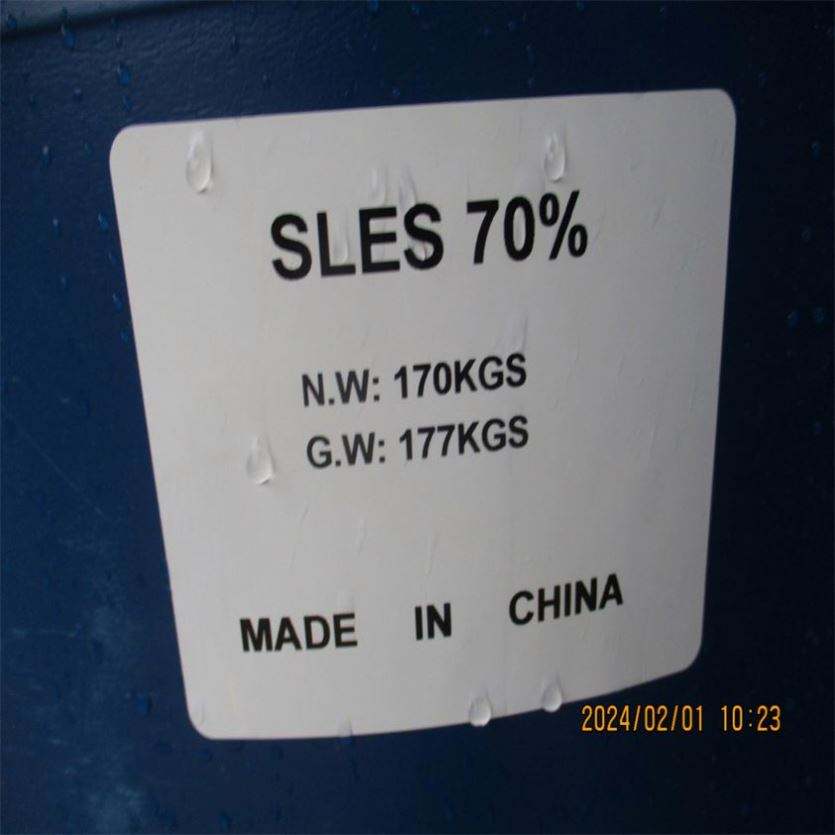 SLES 70%
N.W: 170KGS
G.W: 177KGS
MADE IN CHINA
2024/02/01 10:23